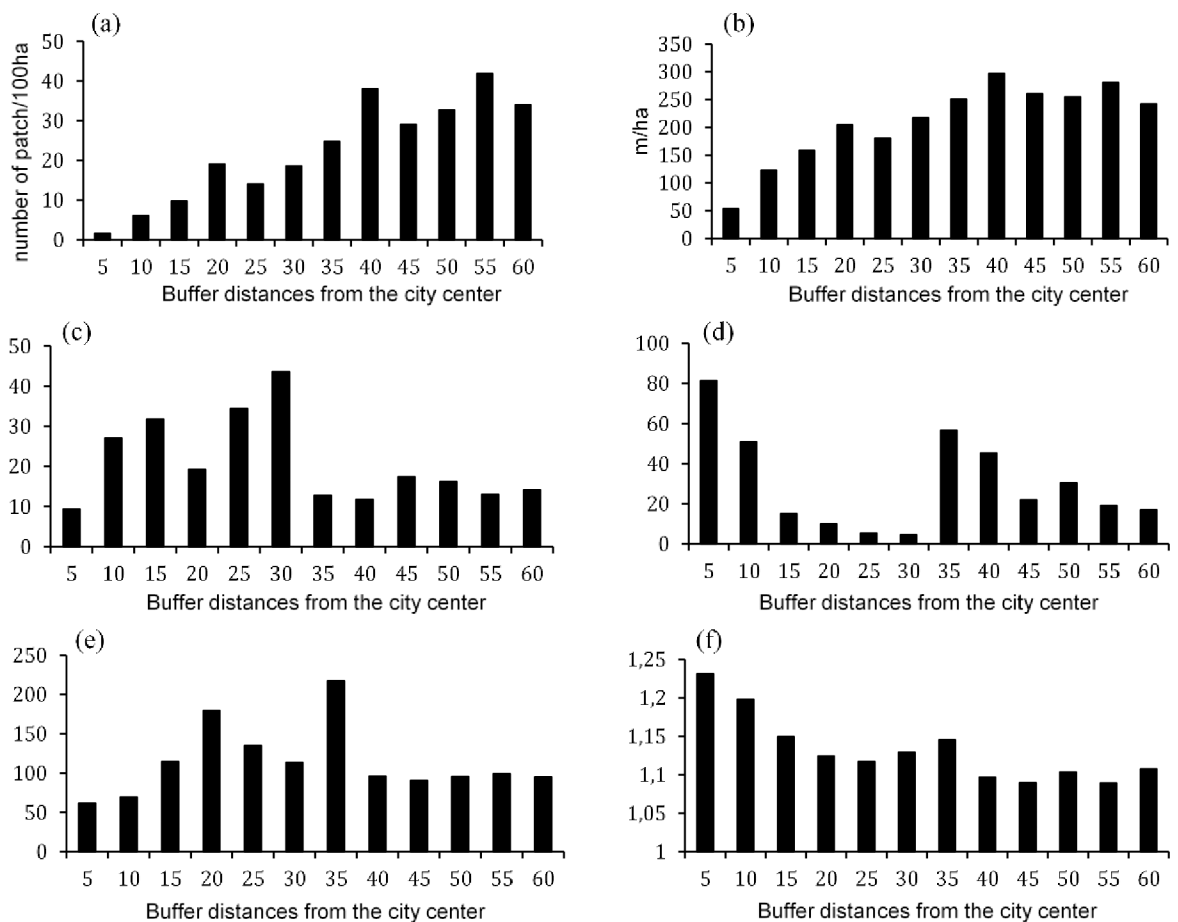 (a)
number of patch/100ha
50
40
30
20
10
0
5 10 15 20 25 30 35 40 45 50 55 60
Buffer distances from the city center
(b)
m/ha
350
300
250
200
150
100
50
0
5 10 15 20 25 30 35 40 45 50 55 60
Buffer distances from the city center
(c)
50
40
30
20
10
0
5 10 15 20 25 30 35 40 45 50 55 60
Buffer distances from the city center
(d)
100
80
60
40
20
0
5 10 15 20 25 30 35 40 45 50 55 60
Buffer distances from the city center
(e)
250
200
150
100
50
0
5 10 15 20 25 30 35 40 45 50 55 60
Buffer distances from the city center
(f)
1,25
1,2
1,15
1,1
1,05
1
5 10 15 20 25 30 35 40 45 50 55 60
Buffer distances from the city center